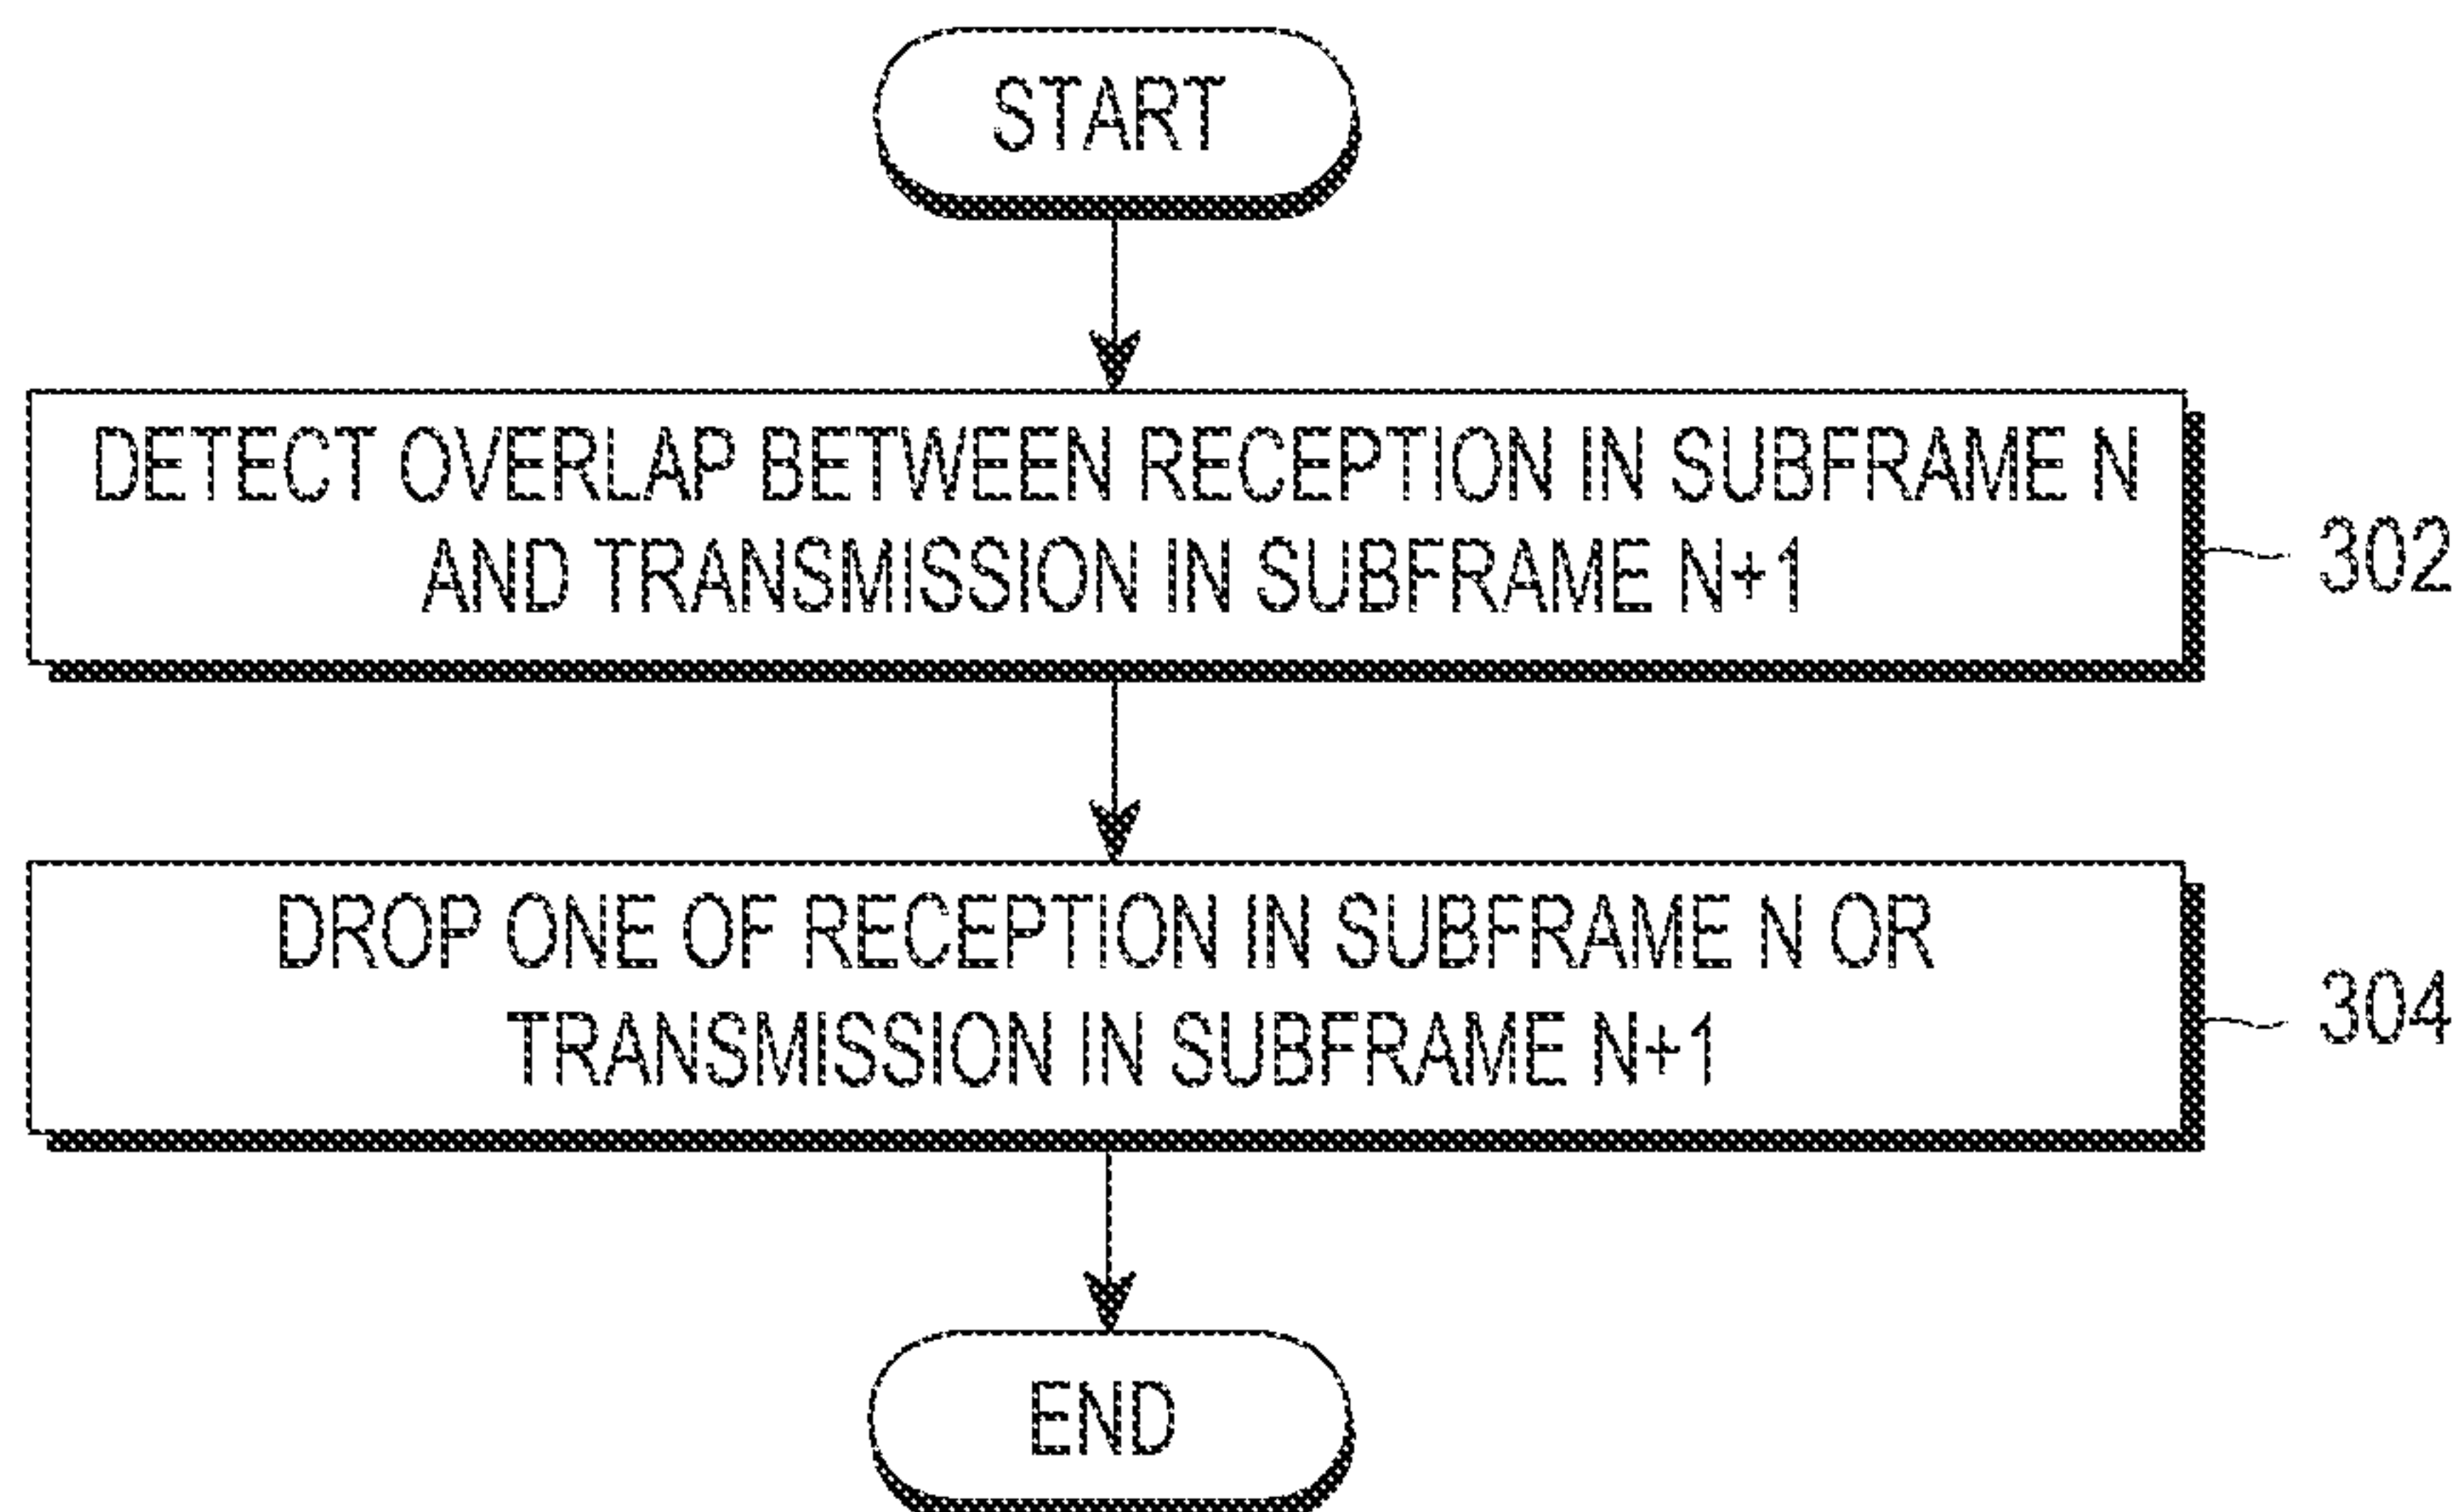 START
DETECT OVERLAP BETWEEN RECEPTION IN SUBFRAME N
AND TRANSMISSION IN SUBFRAME N+1
302
DROP ONE OF RECEPTION IN SUBFRAME N OR
TRANSMISSION IN SUBFRAME N+1
304
END